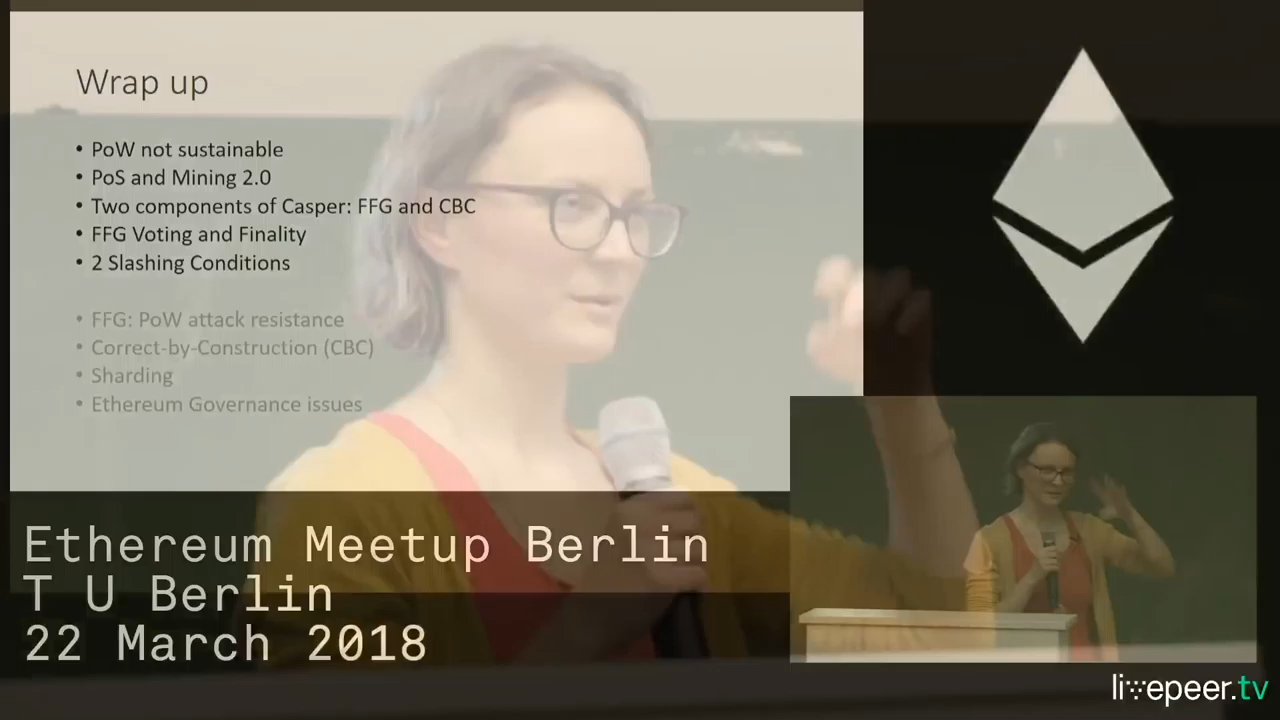 Wrap up
• PoW not sustainable
• PoS and Mining 2.0
• Two components of Casper: FFG and CBC
• FFG Voting and Finality
• 2 Slashing Conditions
• FFG: PoW attack resistance
• Correct-by-Construction (CBC)
• Sharding
• Ethereum Governance issues
Ethereum Meetup Berlin
T U Berlin
22 March 2018
livepeer.tv